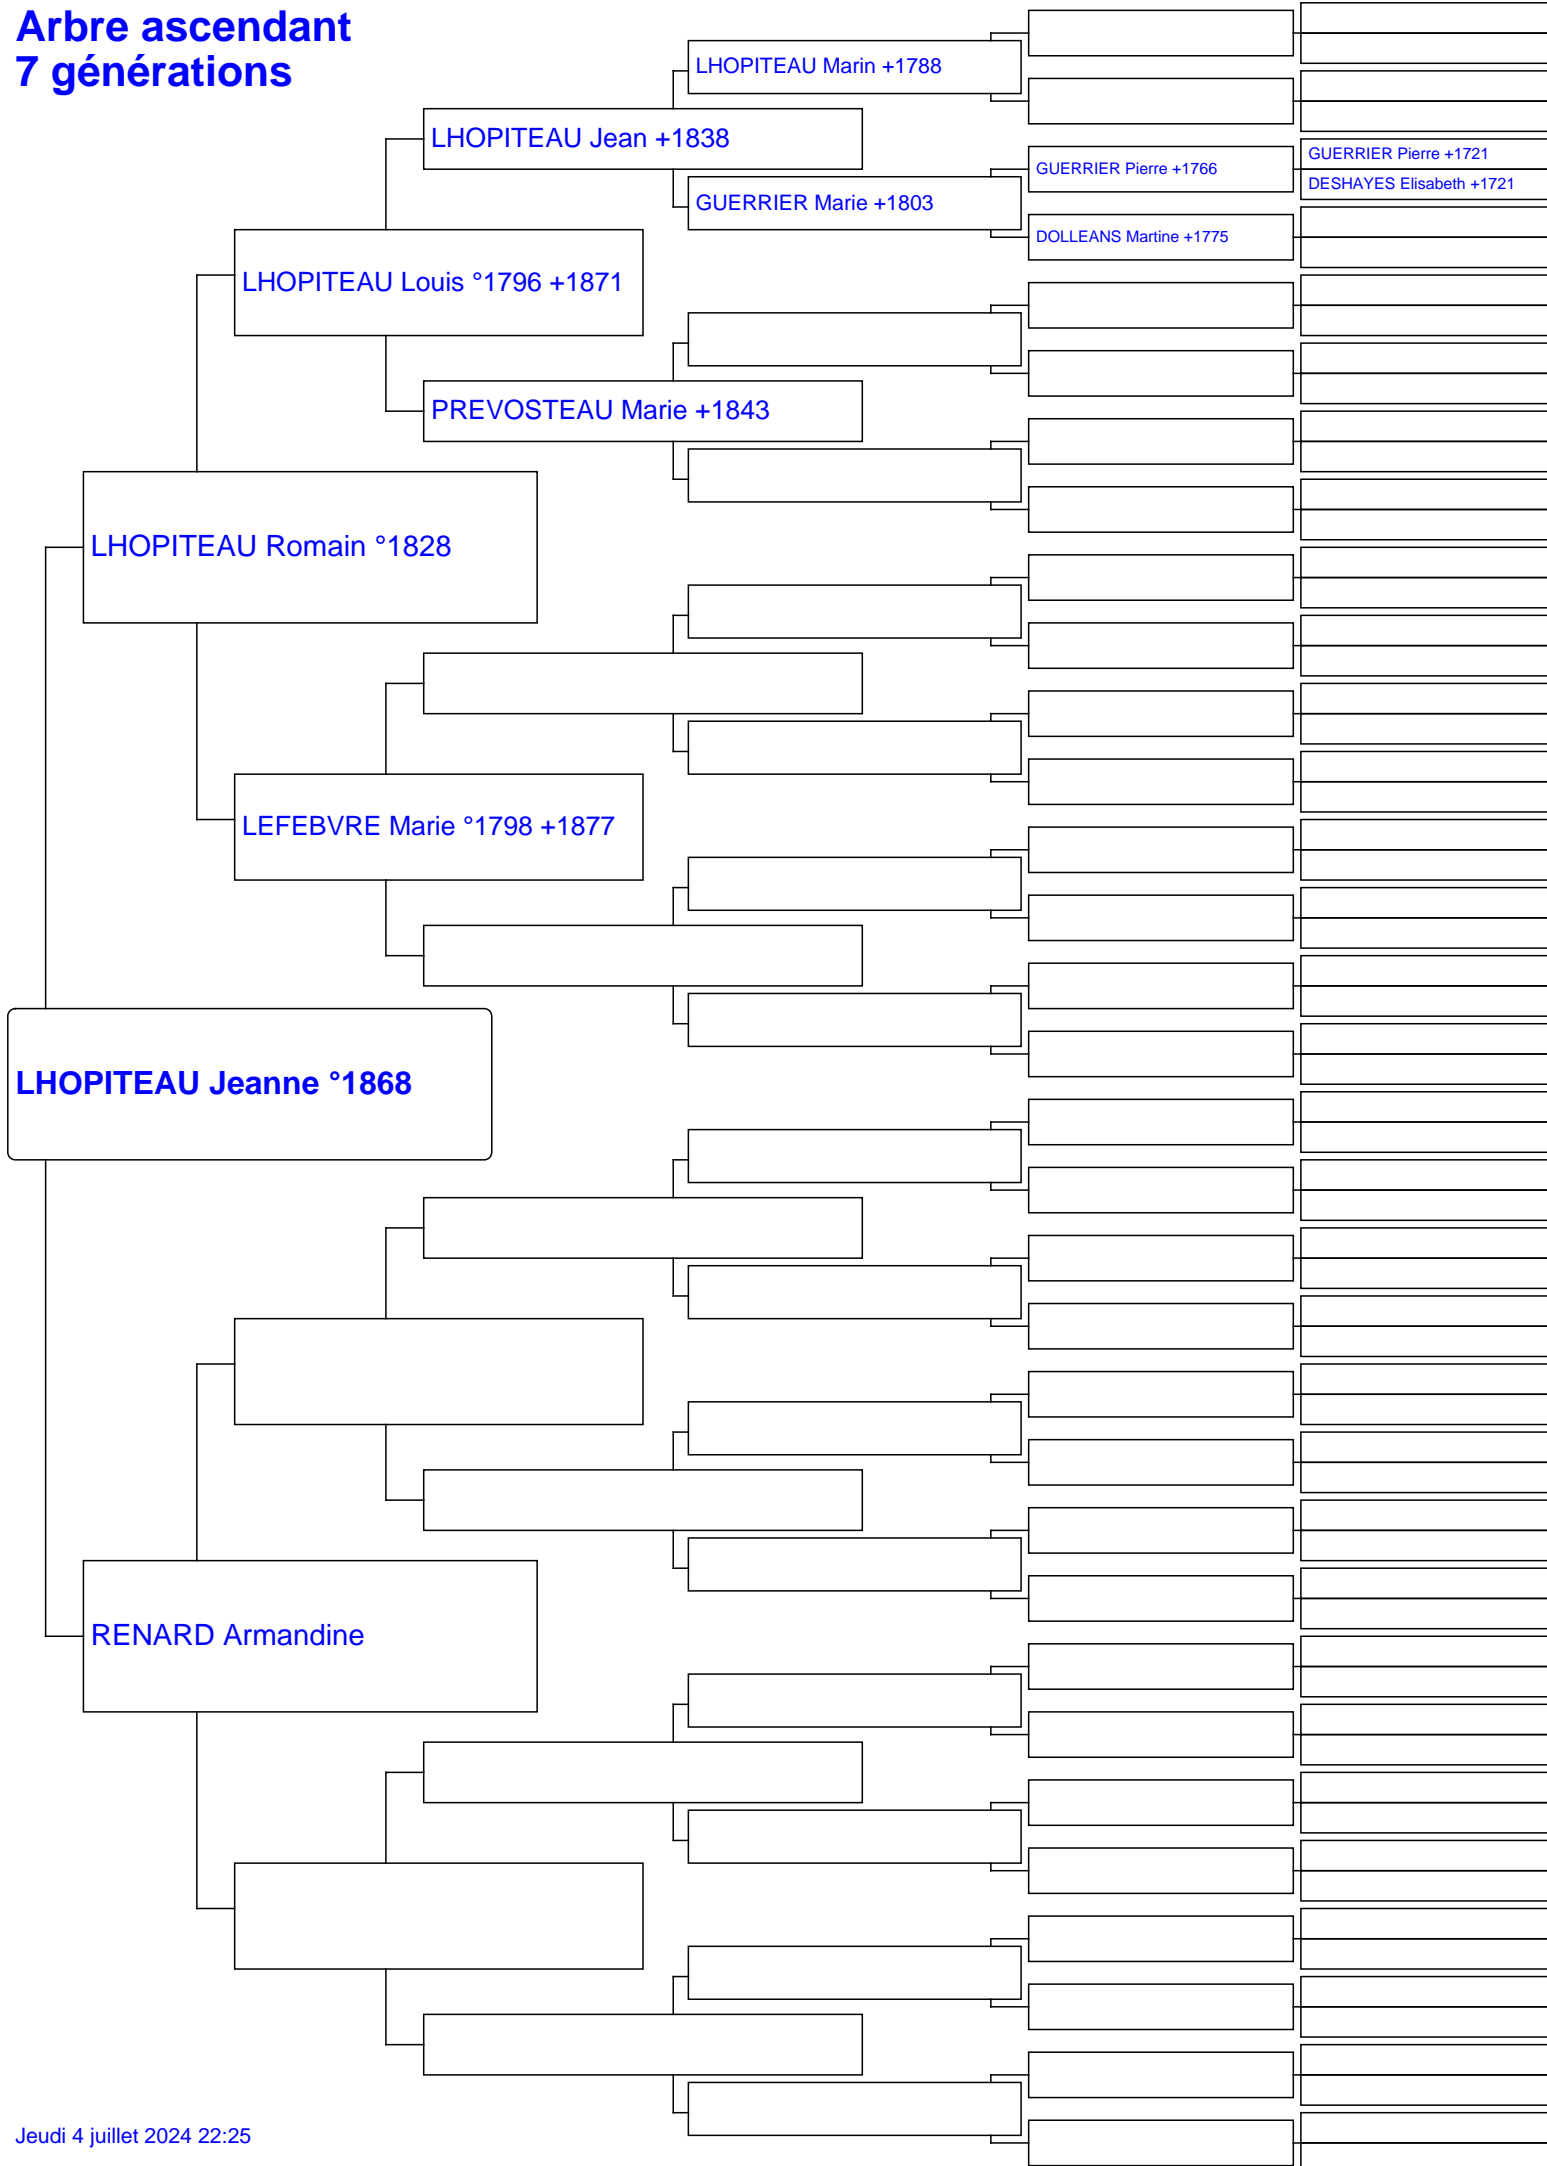 Arbre ascendant
7 générations
LHOPITEAU Marin +1788
LHOPITEAU Jean +1838
GUERRIER Pierre +1721
GUERRIER Pierre +1766
DESHAYES Elisabeth +1721
GUERRIER Marie +1803
DOLLEANS Martine +1775
LHOPITEAU Louis °1796 +1871
PREVOSTEAU Marie +1843
LHOPITEAU Romain °1828
LEFEBVRE Marie °1798 +1877
LHOPITEAU Jeanne °1868
RENARD Armandine
Jeudi 4 juillet 2024 22:25